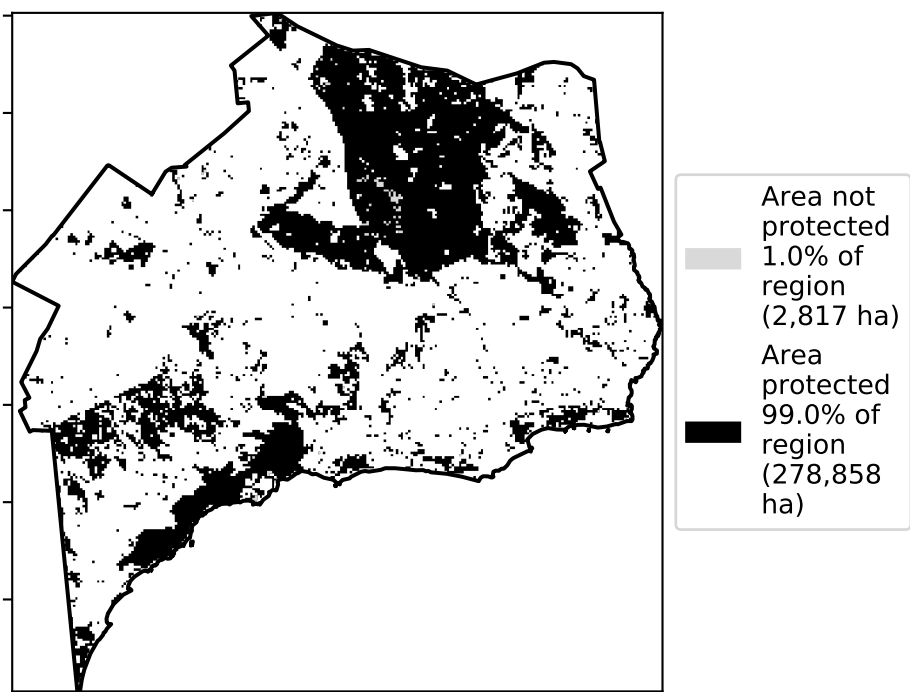 Area not
protected
1.0% of
region
(2,817 ha)
Area
protected
99.0% of
region
(278,858
ha)